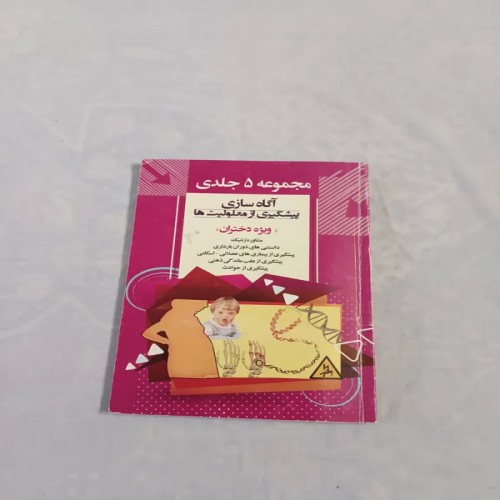 مجموعه ۵ جلدی
آگاه سازی
پیشگیری از معلولیت ها
« ویژه دختران »
مشاوره ژنتیک
دانستنی های دوران بارداری
پیشگیری از بیماری های عضلانی - اسکلتی
پیشگیری از عقب ماندگی ذهنی
پیشگیری از حوادث